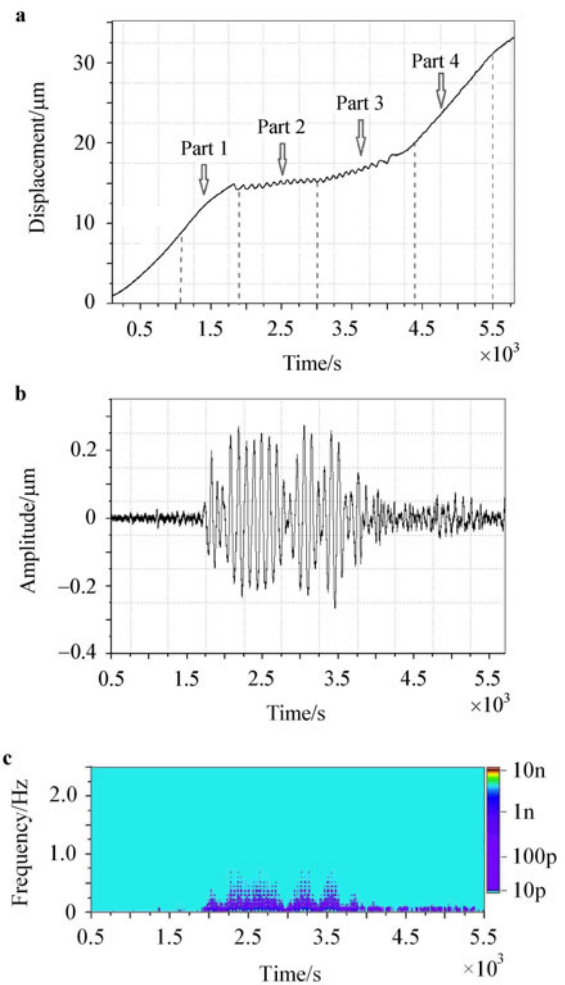 a
Displacement/μm
30
20
10
0
Part 1
Part 2
Part 3
Part 4
0.5 1.5 2.5 3.5 4.5 5.5
×10³
Time/s
b
Amplitude/μm
0.2
0
−0.2
−0.4
0.5 1.5 2.5 3.5 4.5 5.5
×10³
Time/s
c
Frequency/Hz
2.0
1.0
0
10n
1n
100p
10p
0.5 1.5 2.5 3.5 4.5 5.5
×10³
Time/s